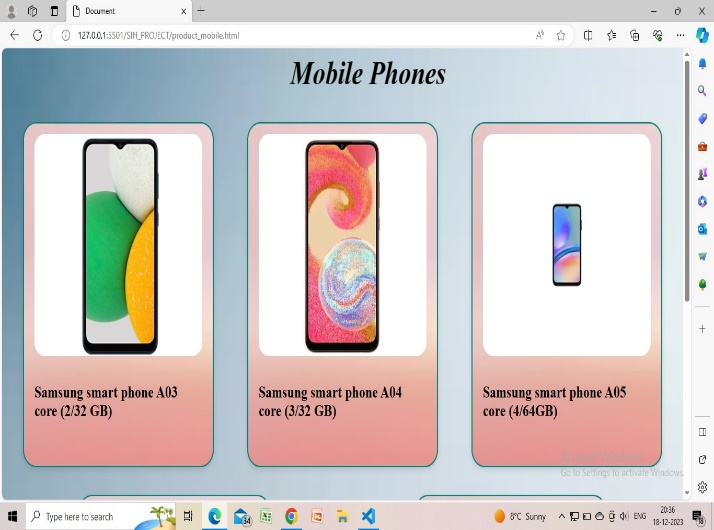 Document
127.0.0.1:5501/SIH_PROJECT/product_mobile.html
Mobile Phones
Samsung smart phone A03
core (2/32 GB)
Samsung smart phone A04
core (3/32 GB)
Samsung smart phone A05
core (4/64GB)
Activate Windows
Go to Settings to activate Windows.
Type here to search
34
8°C Sunny
ENG
20:36
18-12-2023